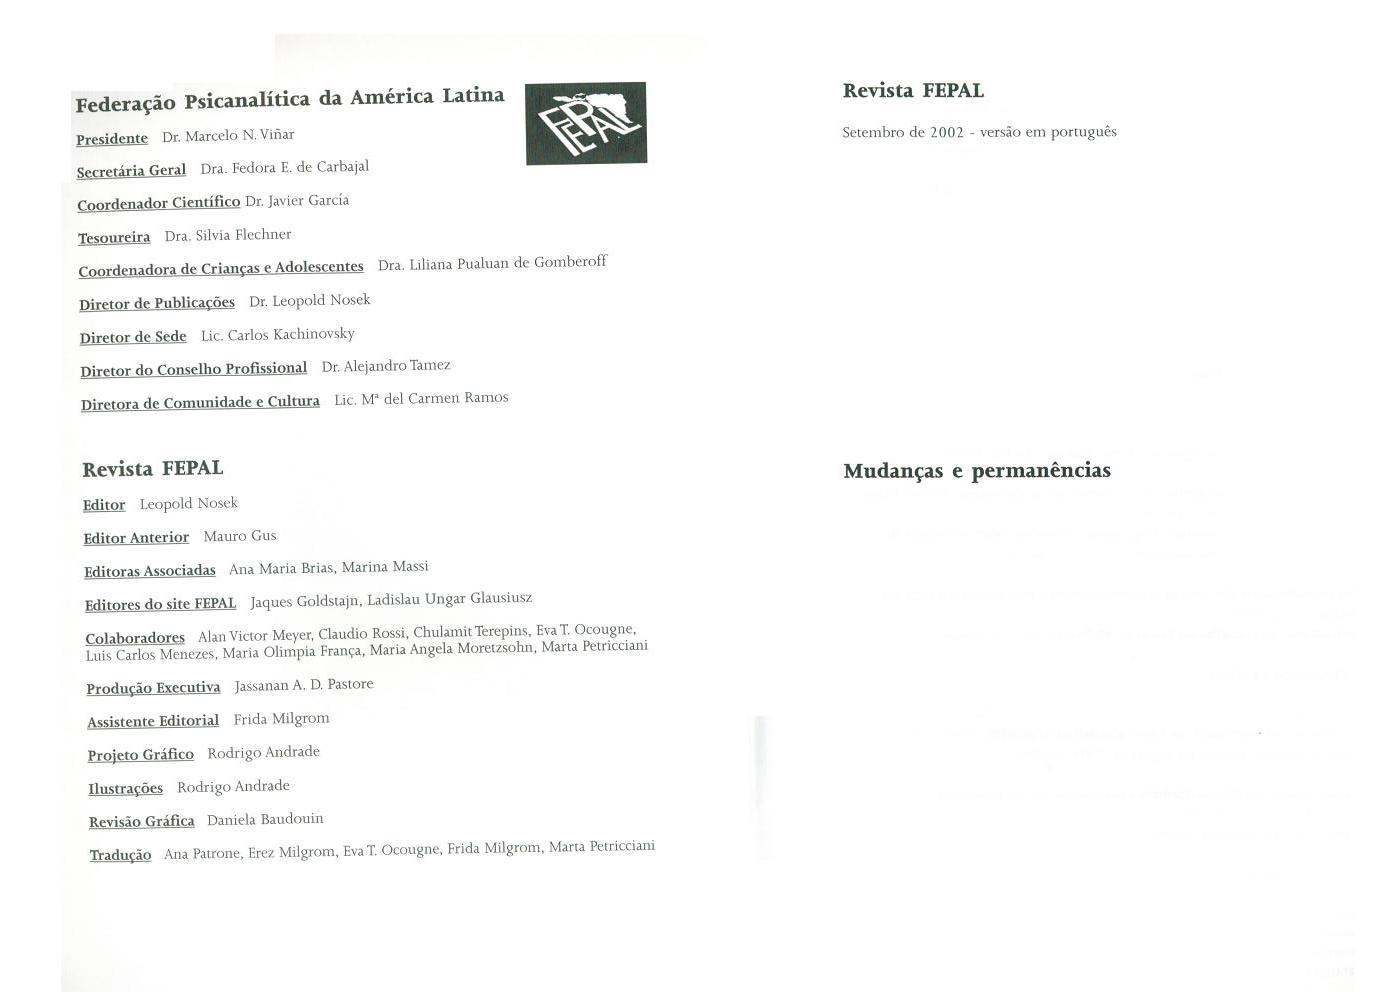 Federação Psicanalítica da América Latina
FEPAL
Presidente Dr. Marcelo N. Viñar
Secretária Geral Dra. Fedora E. de Carbajal
Coordenador Científico Dr. Javier García
Tesoureira Dra. Silvia Flechner
Coordenadora de Crianças e Adolescentes Dra. Liliana Pualuan de Gomberoff
Diretor de Publicações Dr. Leopold Nosek
Diretor de Sede Lic. Carlos Kachinovsky
Diretor do Conselho Profissional Dr. Alejandro Tamez
Diretora de Comunidade e Cultura Lic. Mª del Carmen Ramos
Revista FEPAL
Editor Leopold Nosek
Editor Anterior Mauro Gus
Editoras Associadas Ana Maria Brias, Marina Massi
Editores do site FEPAL Jaques Goldstajn, Ladislau Ungar Glausiusz
Colaboradores Alan Victor Meyer, Claudio Rossi, Chulamit Terepins, Eva T. Ocougne,
Luis Carlos Menezes, Maria Olimpia França, Maria Angela Moretzsohn, Marta Petricciani
Produção Executiva Jassanan A. D. Pastore
Assistente Editorial Frida Milgrom
Projeto Gráfico Rodrigo Andrade
Ilustrações Rodrigo Andrade
Revisão Gráfica Daniela Baudouin
Tradução Ana Patrone, Erez Milgrom, Eva T. Ocougne, Frida Milgrom, Marta Petricciani
Revista FEPAL
Setembro de 2002 - versão em português
Mudanças e permanências